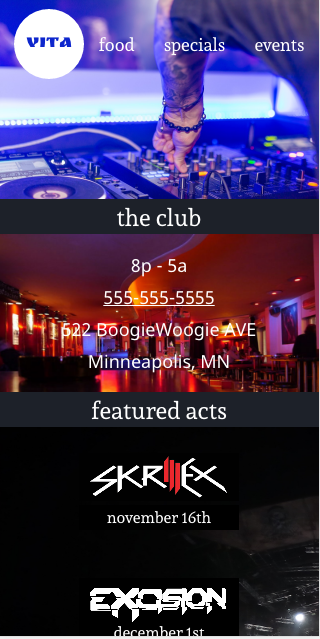 VITA
food specials events
the club
8p - 5a
555-555-5555
522 BoogieWoogie AVE
Minneapolis, MN
featured acts
SKRILLEX
november 16th
EXCISION
december 1st